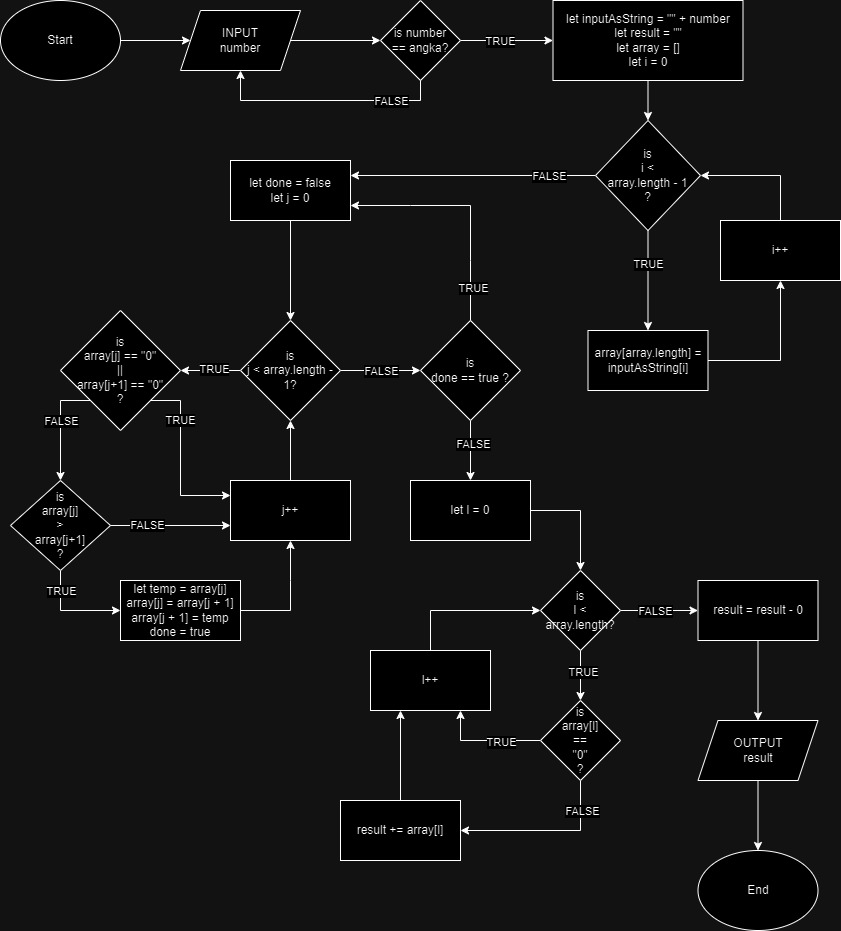 Start
INPUT
number
is number
== angka?
TRUE
FALSE
let inputAsString = "" + number
let result = ""
let array = []
let i = 0
is
i <
array.length - 1
?
FALSE
TRUE
i++
array[array.length] =
inputAsString[i]
let done = false
let j = 0
TRUE
is
j < array.length -
1?
TRUE
FALSE
is
done == true ?
FALSE
is
array[j] == "0"
||
array[j+1] == "0"
?
FALSE
TRUE
is
array[j]
>
array[j+1]
?
FALSE
TRUE
j++
let temp = array[j]
array[j] = array[j + 1]
array[j + 1] = temp
done = true
let l = 0
is
l <
array.length?
FALSE
TRUE
result = result - 0
l++
is
array[l]
==
"0"
?
TRUE
FALSE
result += array[l]
OUTPUT
result
End